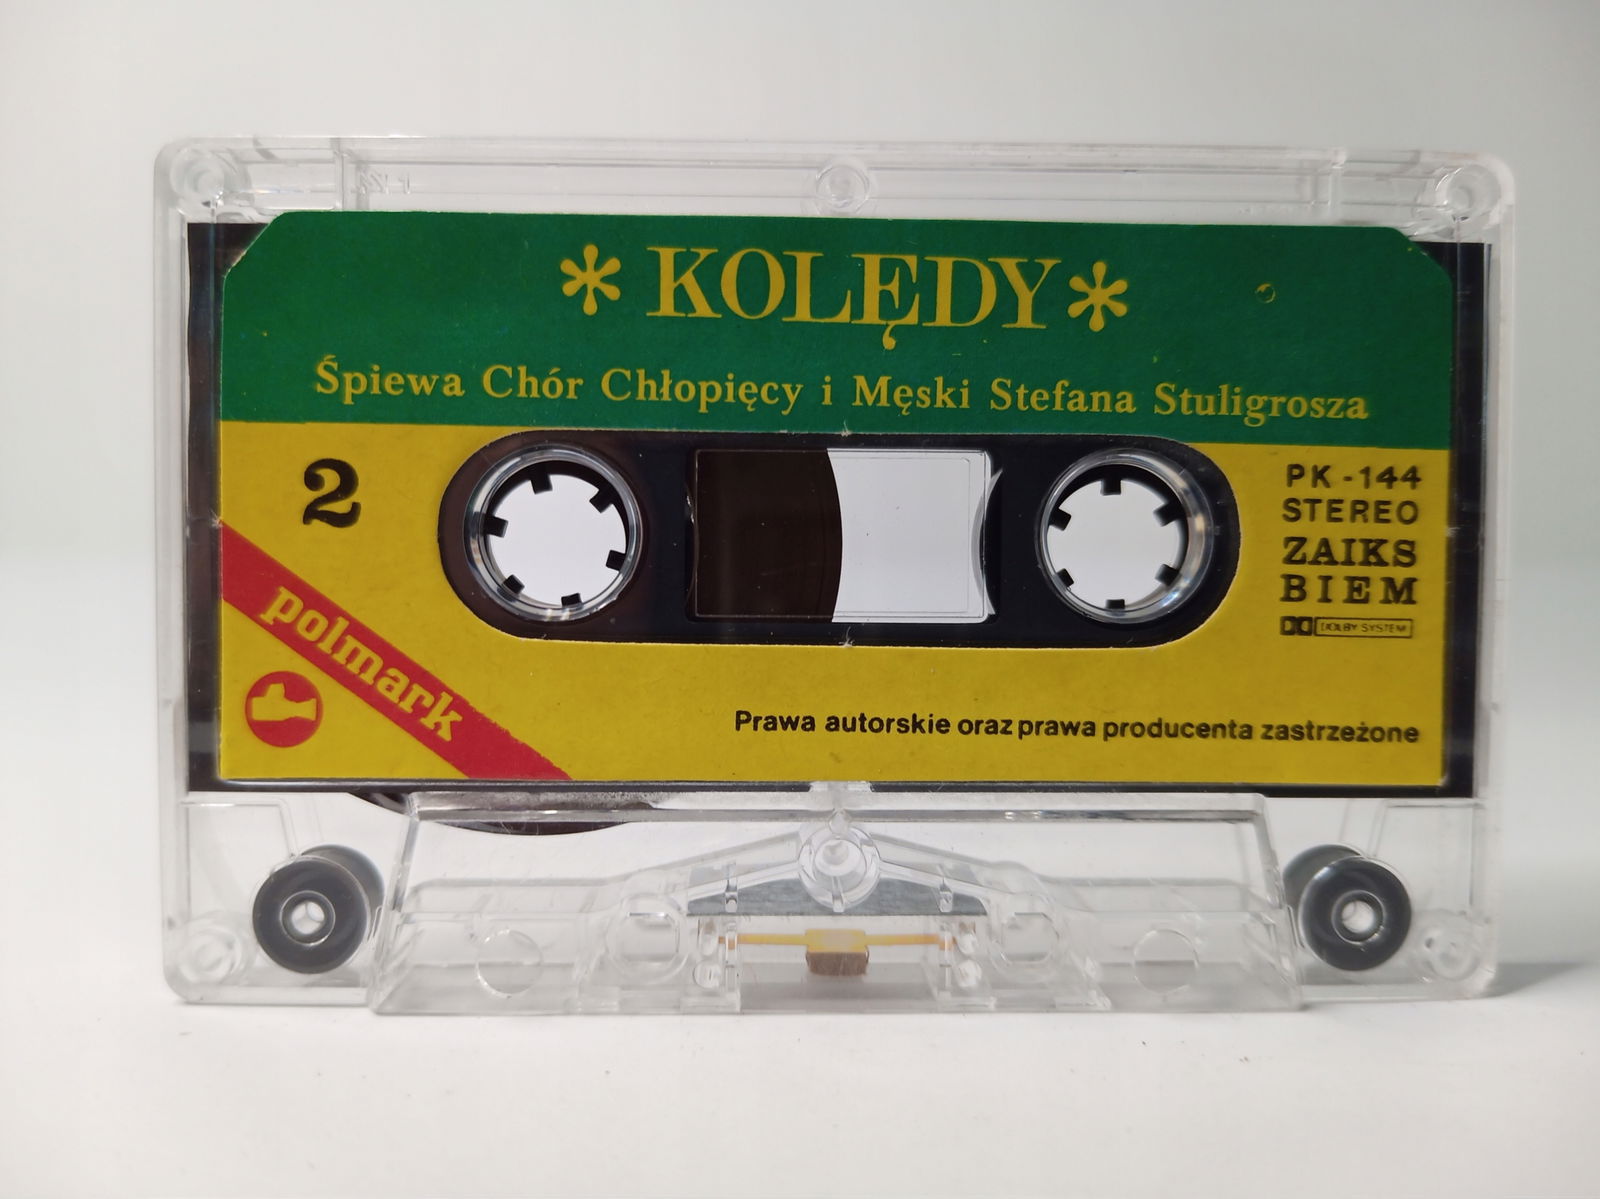 * KOLĘDY *
Śpiewa Chór Chłopięcy i Męski Stefana Stuligrosza
2
PK-144
STEREO
ZAIKS
BIEM
DOLBY SYSTEM
polmark
Prawa autorskie oraz prawa producenta zastrzeżone